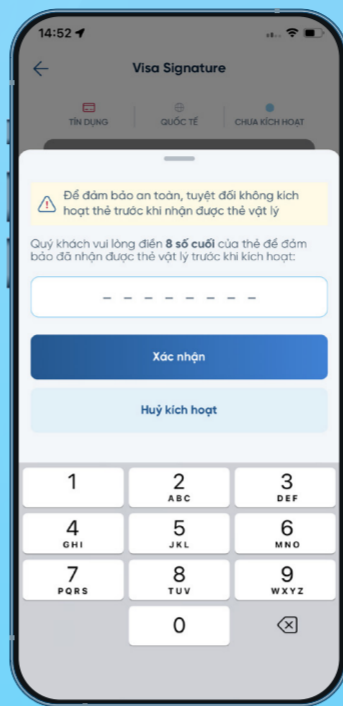 14:52
Visa Signature
TÍN DỤNG
QUỐC TẾ
CHƯA KÍCH HOẠT
Để đảm bảo an toàn, tuyệt đối không kích
hoạt thẻ trước khi nhận được thẻ vật lý
Quý khách vui lòng điền 8 số cuối của thẻ để đảm
bảo đã nhận được thẻ vật lý trước khi kích hoạt:
_ _ _ _ _ _ _ _
Xác nhận
Huỷ kích hoạt
1 2 3
ABC DEF
4 5 6
GHI JKL MNO
7 8 9
PQRS TUV WXYZ
0